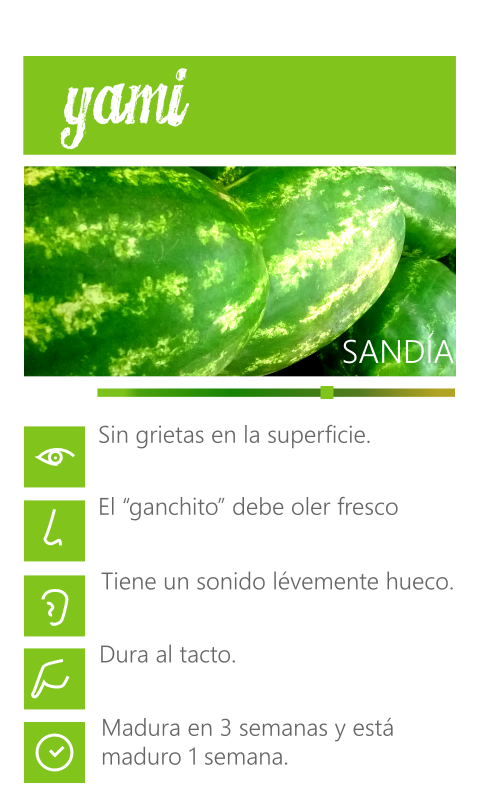 yami
SANDÍA
Sin grietas en la superficie.
El “ganchito” debe oler fresco
Tiene un sonido lévemente hueco.
Dura al tacto.
Madura en 3 semanas y está
maduro 1 semana.